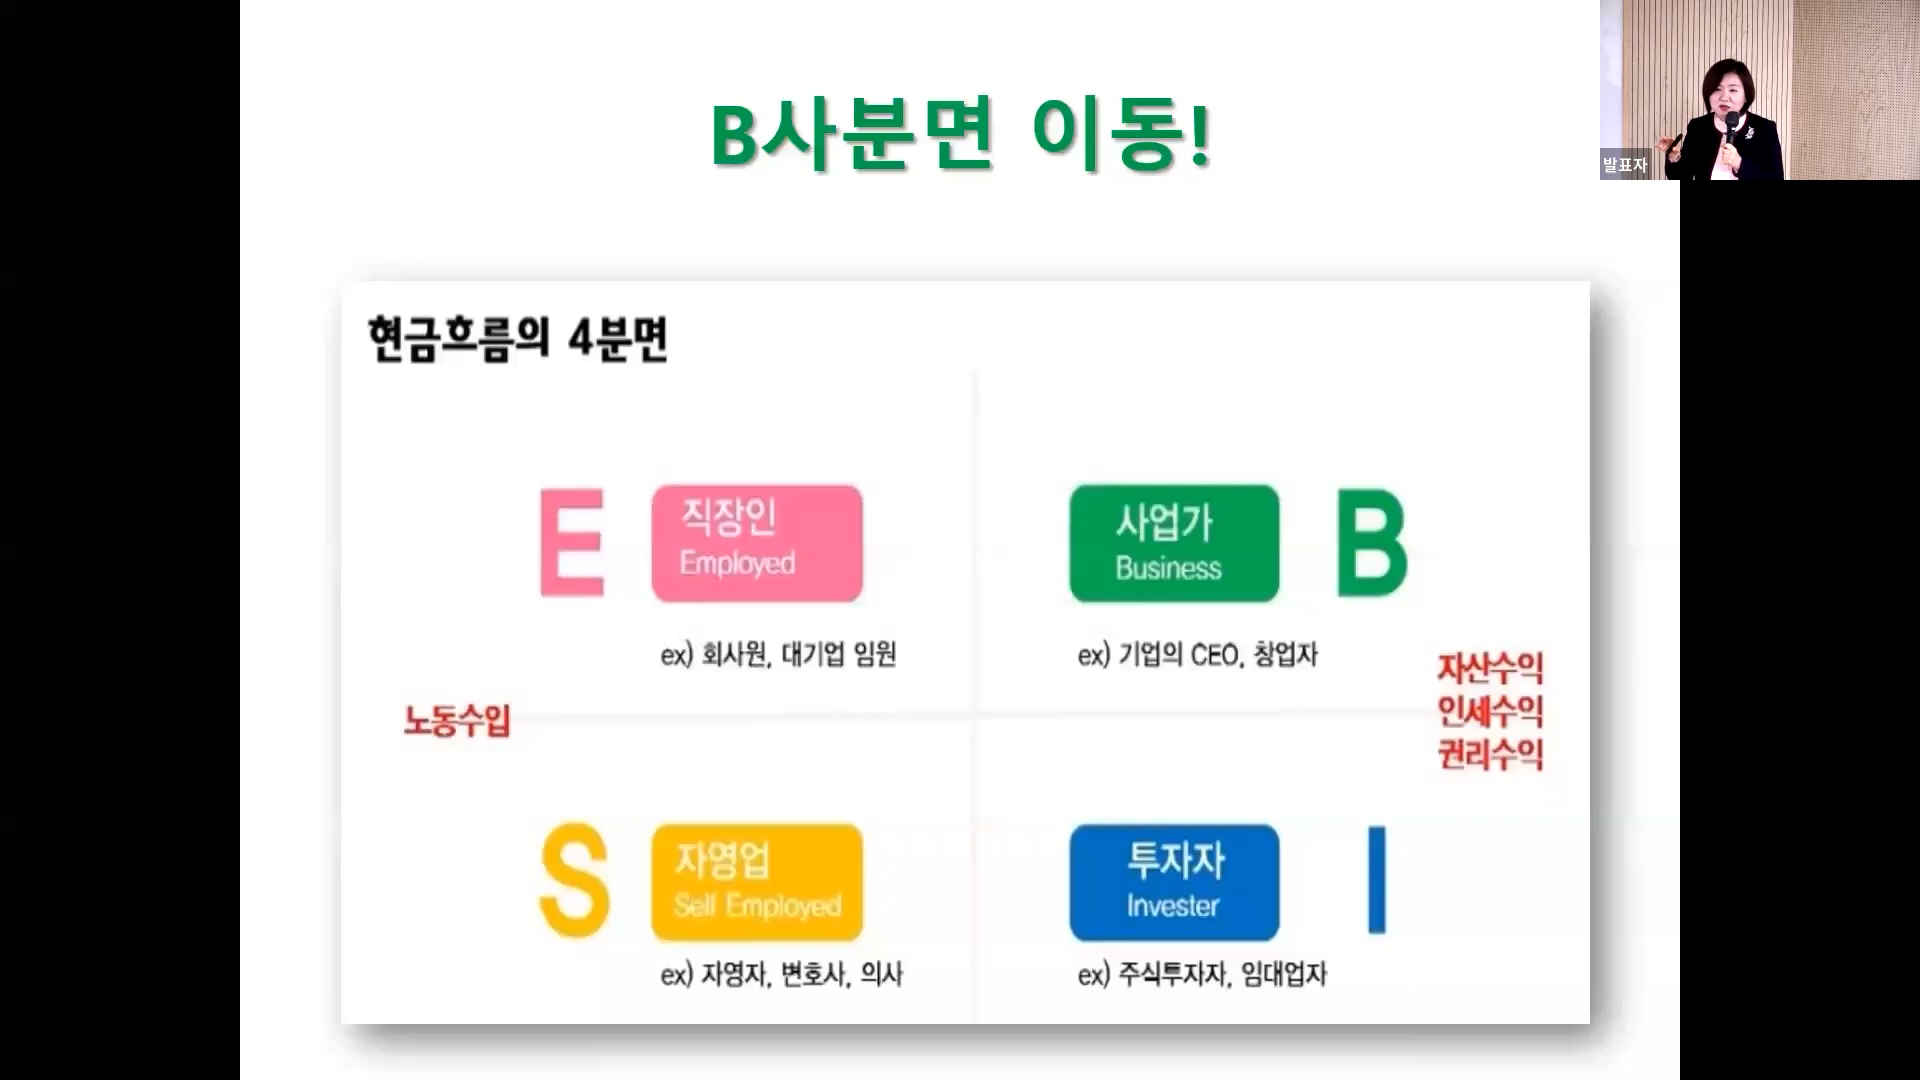 B사분면 이동!
발표자
현금흐름의 4분면
E
직장인
Employed
ex) 회사원, 대기업 임원
사업가
Business
B
ex) 기업의 CEO, 창업자
노동수입
자산수익
인세수익
권리수익
S
자영업
Self Employed
ex) 자영자, 변호사, 의사
투자자
Invester
I
ex) 주식투자자, 임대업자